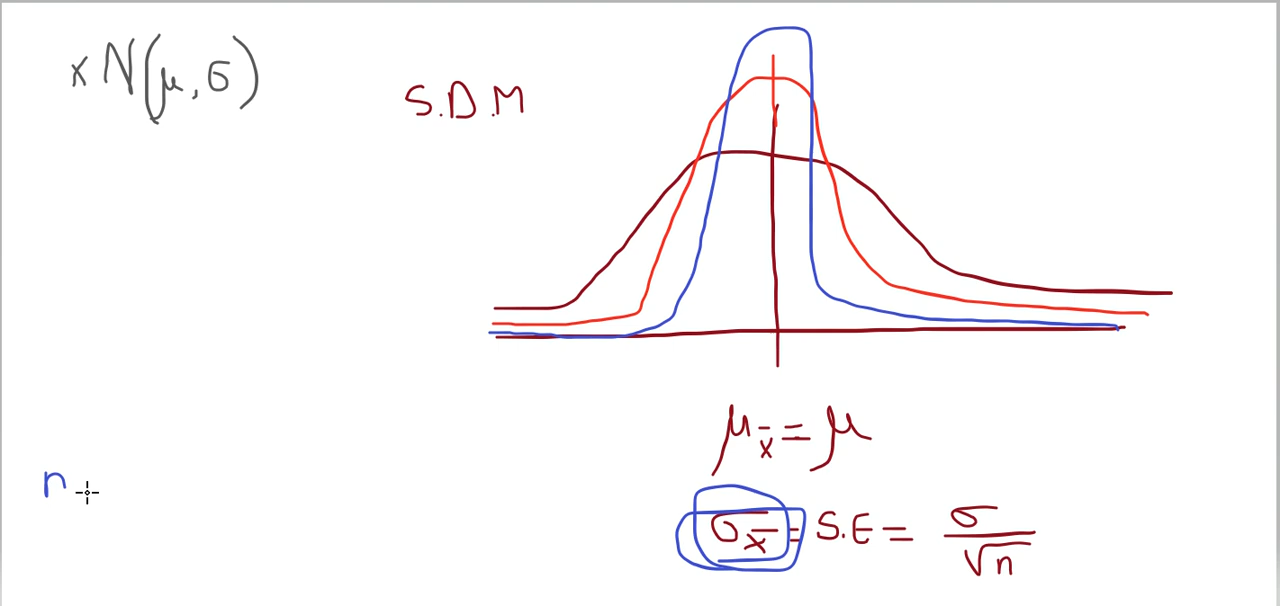 x N(μ, σ)
S.D.M
μx̄ = μ
n
σx̄ = S.E = σ/√n